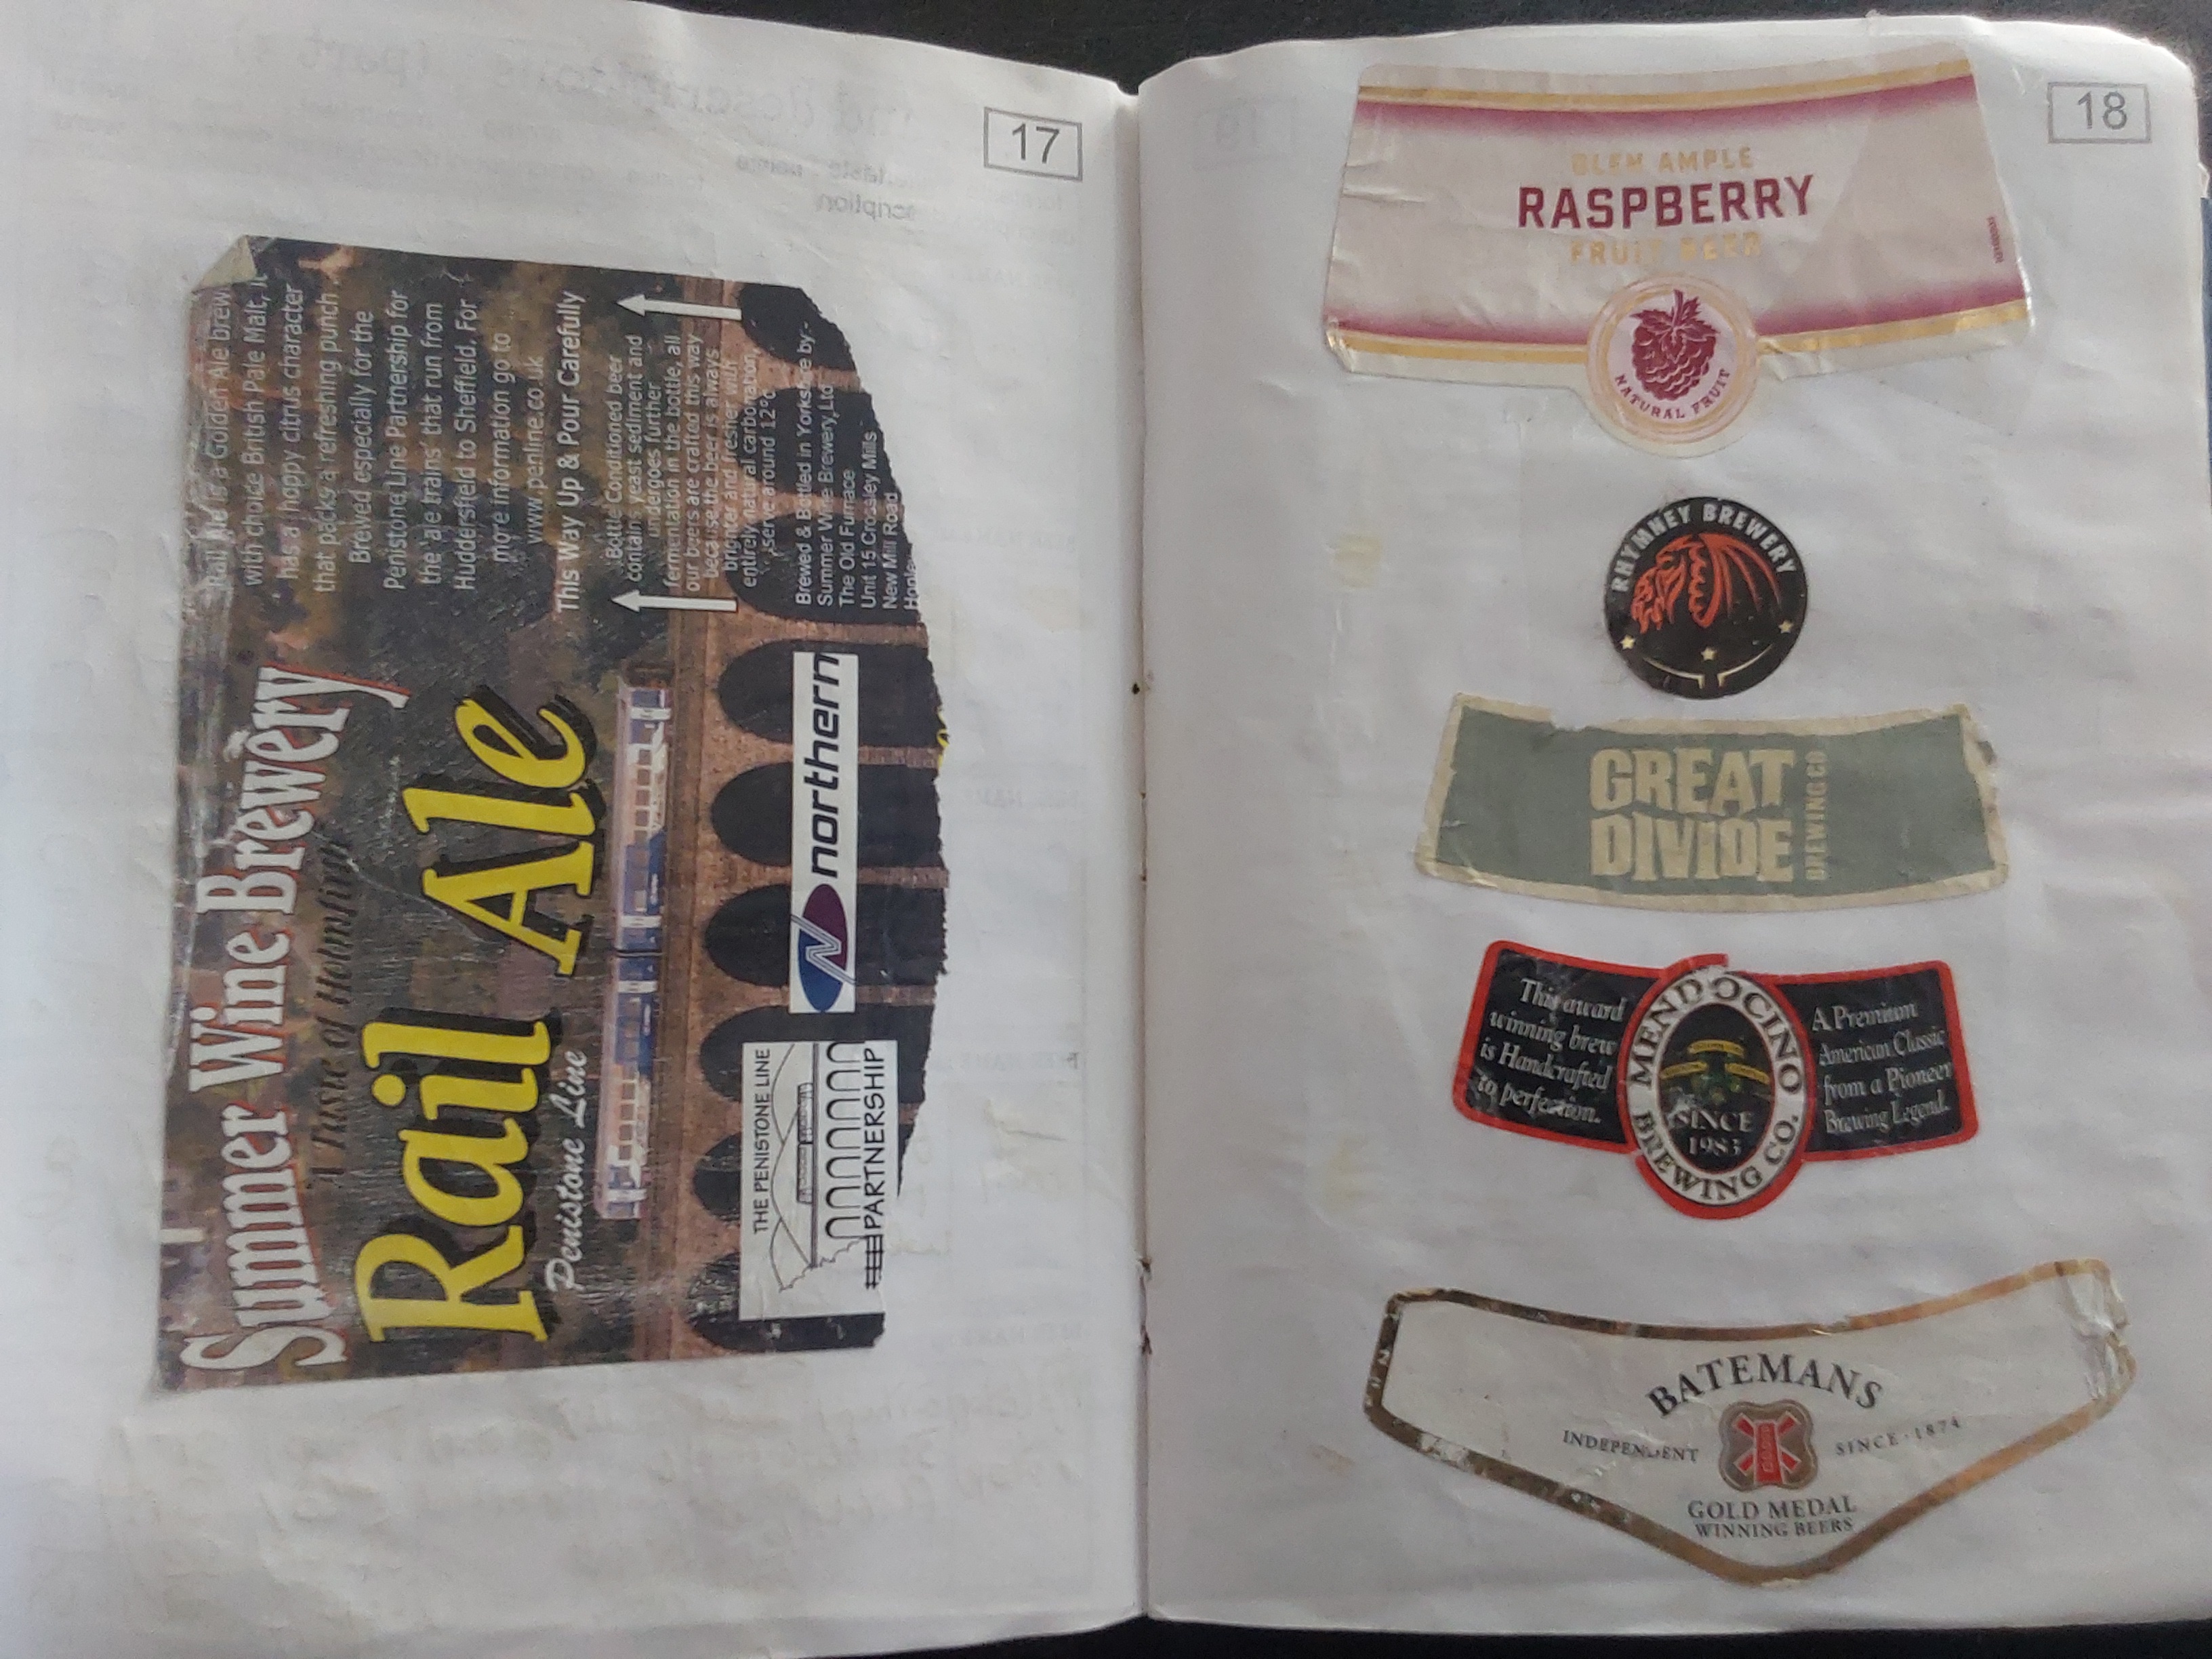 17
Summer Wine Brewery
A Taste of Holmfirth
Rail Ale
Penistone Line
THE PENISTONE LINE
PARTNERSHIP
northern
Rail Ale is a Golden Ale brew
with choice British Pale Malt,
has a hoppy citrus character
that packs a refreshing punch
Brewed especially for the
Penistone Line Partnership for
the 'ale trains' that run from
Huddersfield to Sheffield. For
more information go to
www.penline.co.uk
This Way Up & Pour Carefully
Bottle Conditioned beer
contains yeast sediment and
undergoes further
fermentation in the bottle, all
our beers are crafted this way
because the beer is always
brighter and fresher with
entirely natural carbonation,
serve around 12°c
Brewed & Bottled in Yorkshire by:-
Summer Wine Brewery Ltd
The Old Furnace
Unit 15 Crossley Mills
New Mill Road
Honley
18
GLEN AMPLE
RASPBERRY
FRUIT BEER
NATURAL FRUIT
RHYMNEY BREWERY
GREAT
DIVIDE
BREWING CO
This award
winning brew
is Handcrafted
to perfection.
MENDOCINO
BREWING CO.
SINCE
1983
A Premium
American Classic
from a Pioneer
Brewing Legend.
BATEMANS
INDEPENDENT SINCE · 1874
GOLD MEDAL
WINNING BEERS